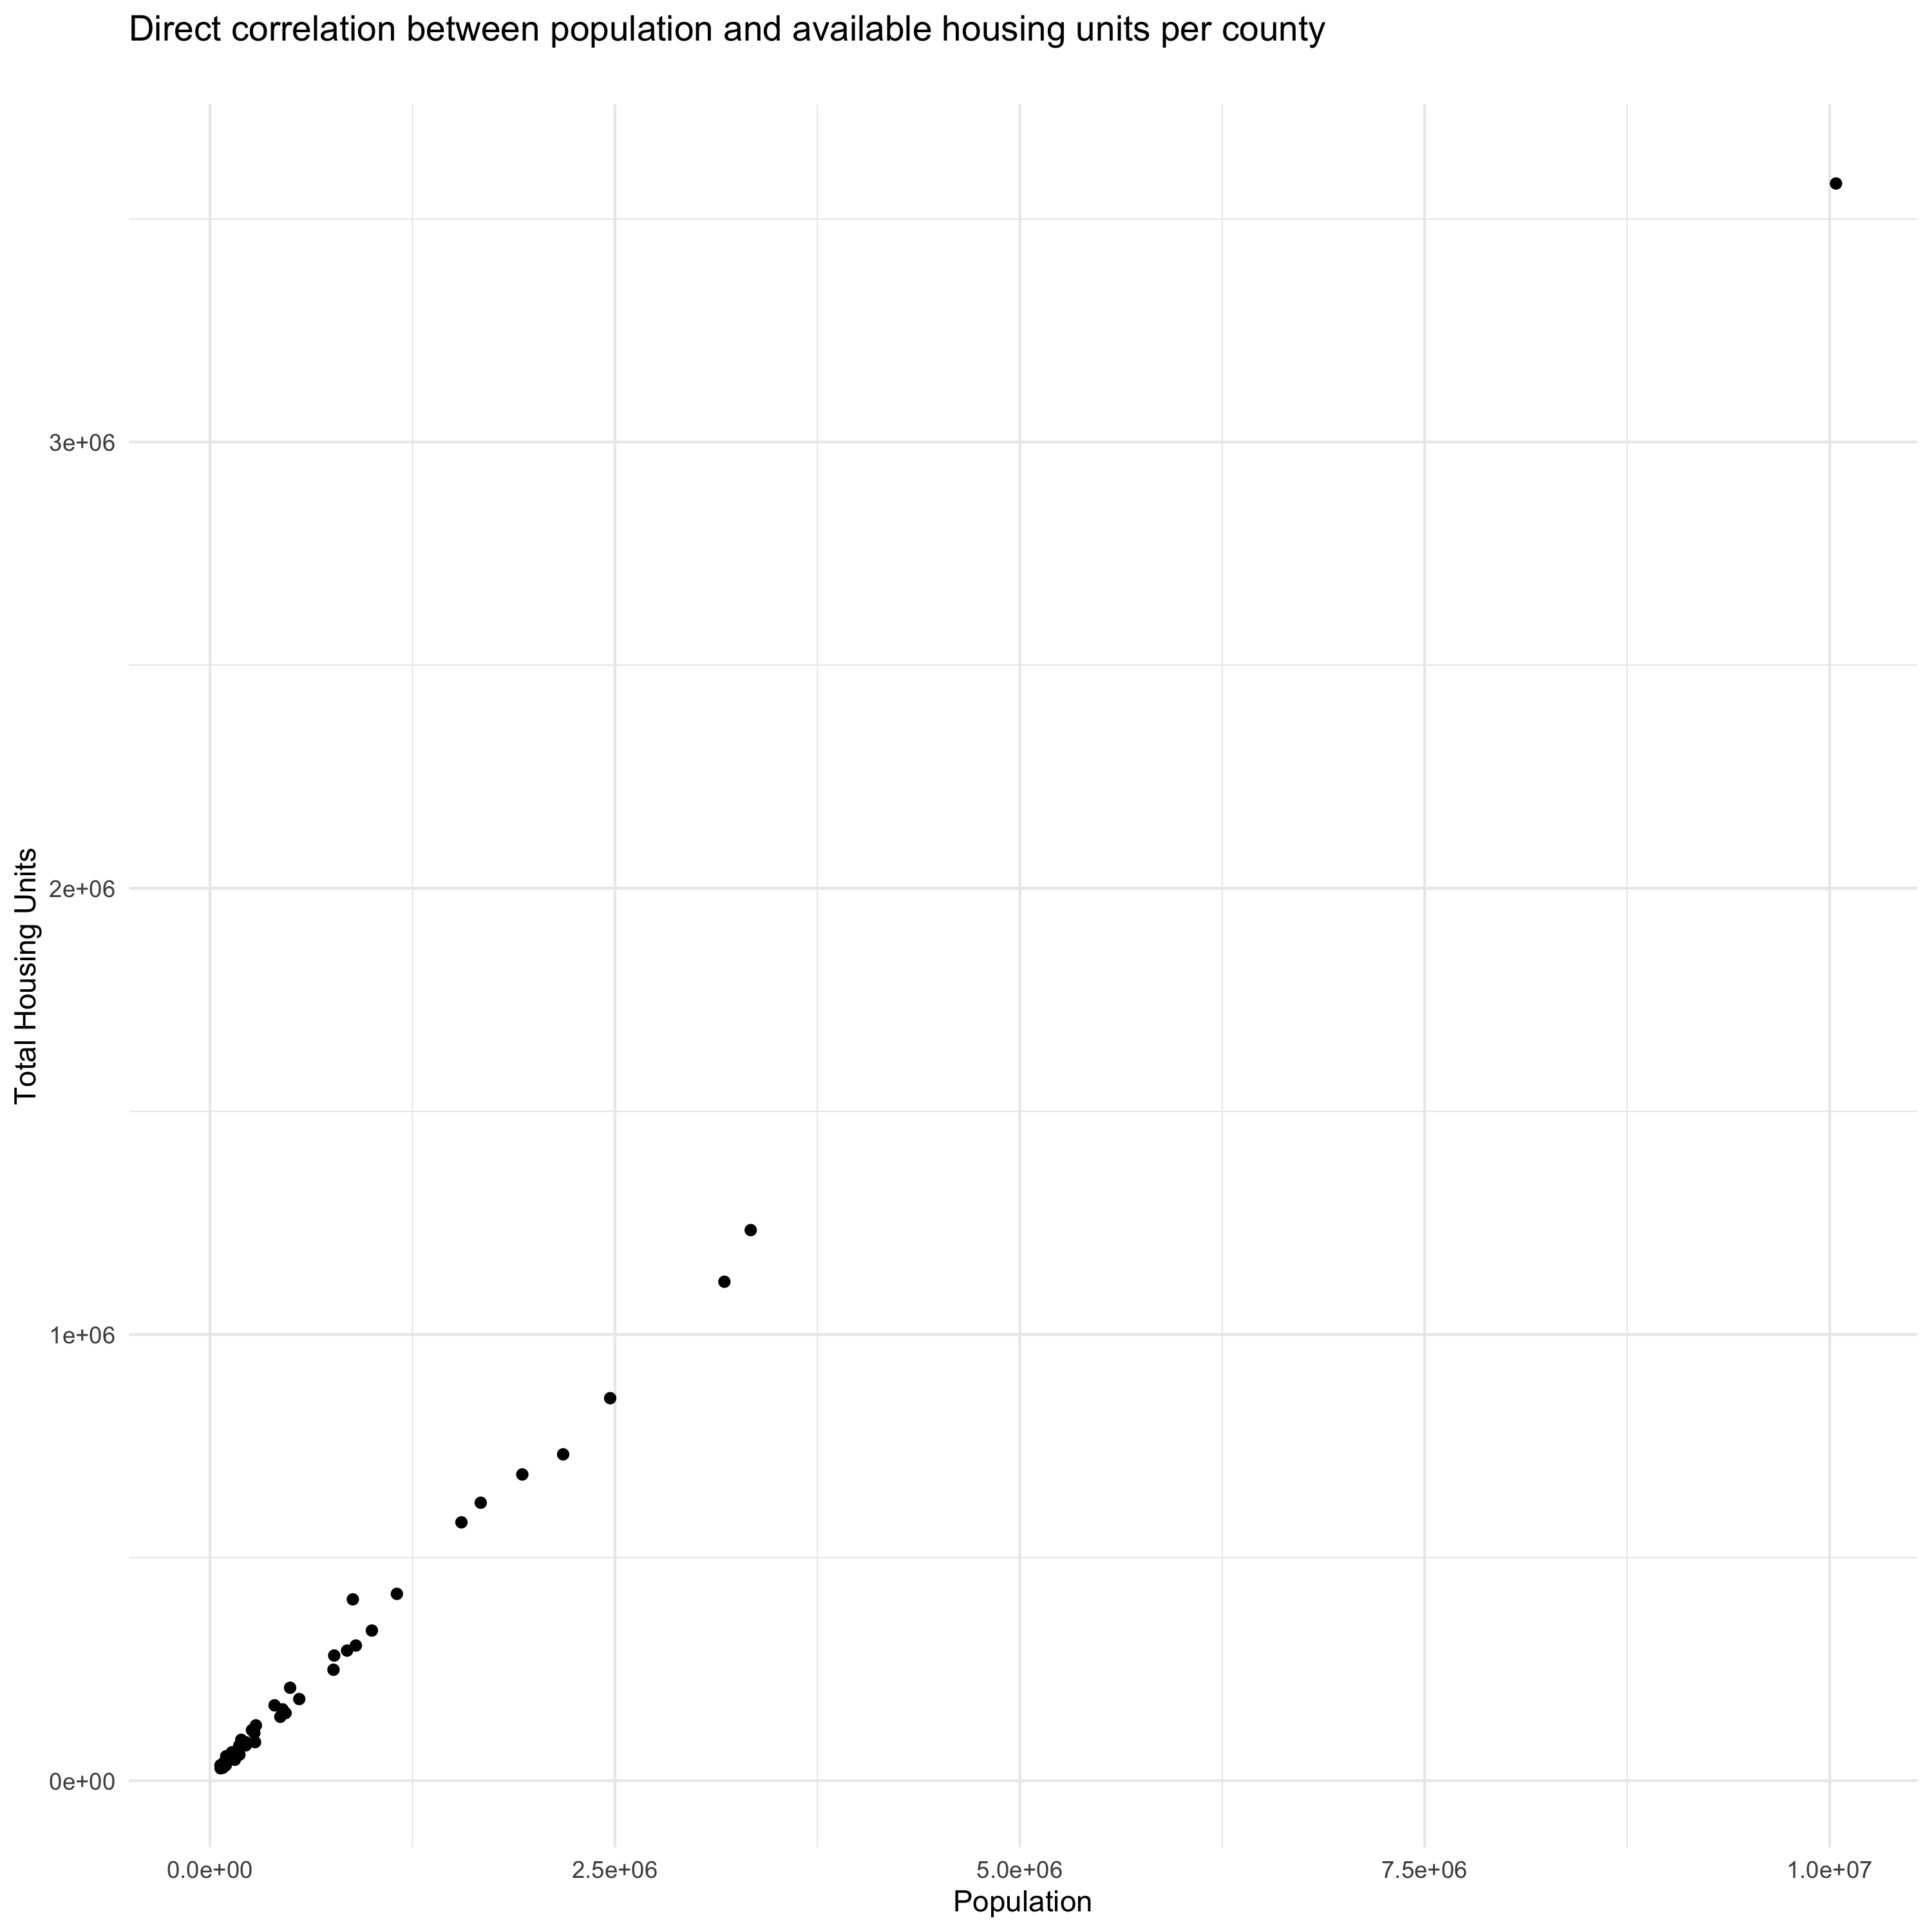 Direct correlation between population and available housing units per county
Total Housing Units
3e+06
2e+06
1e+06
0e+00
0.0e+00
2.5e+06
5.0e+06
7.5e+06
1.0e+07
Population